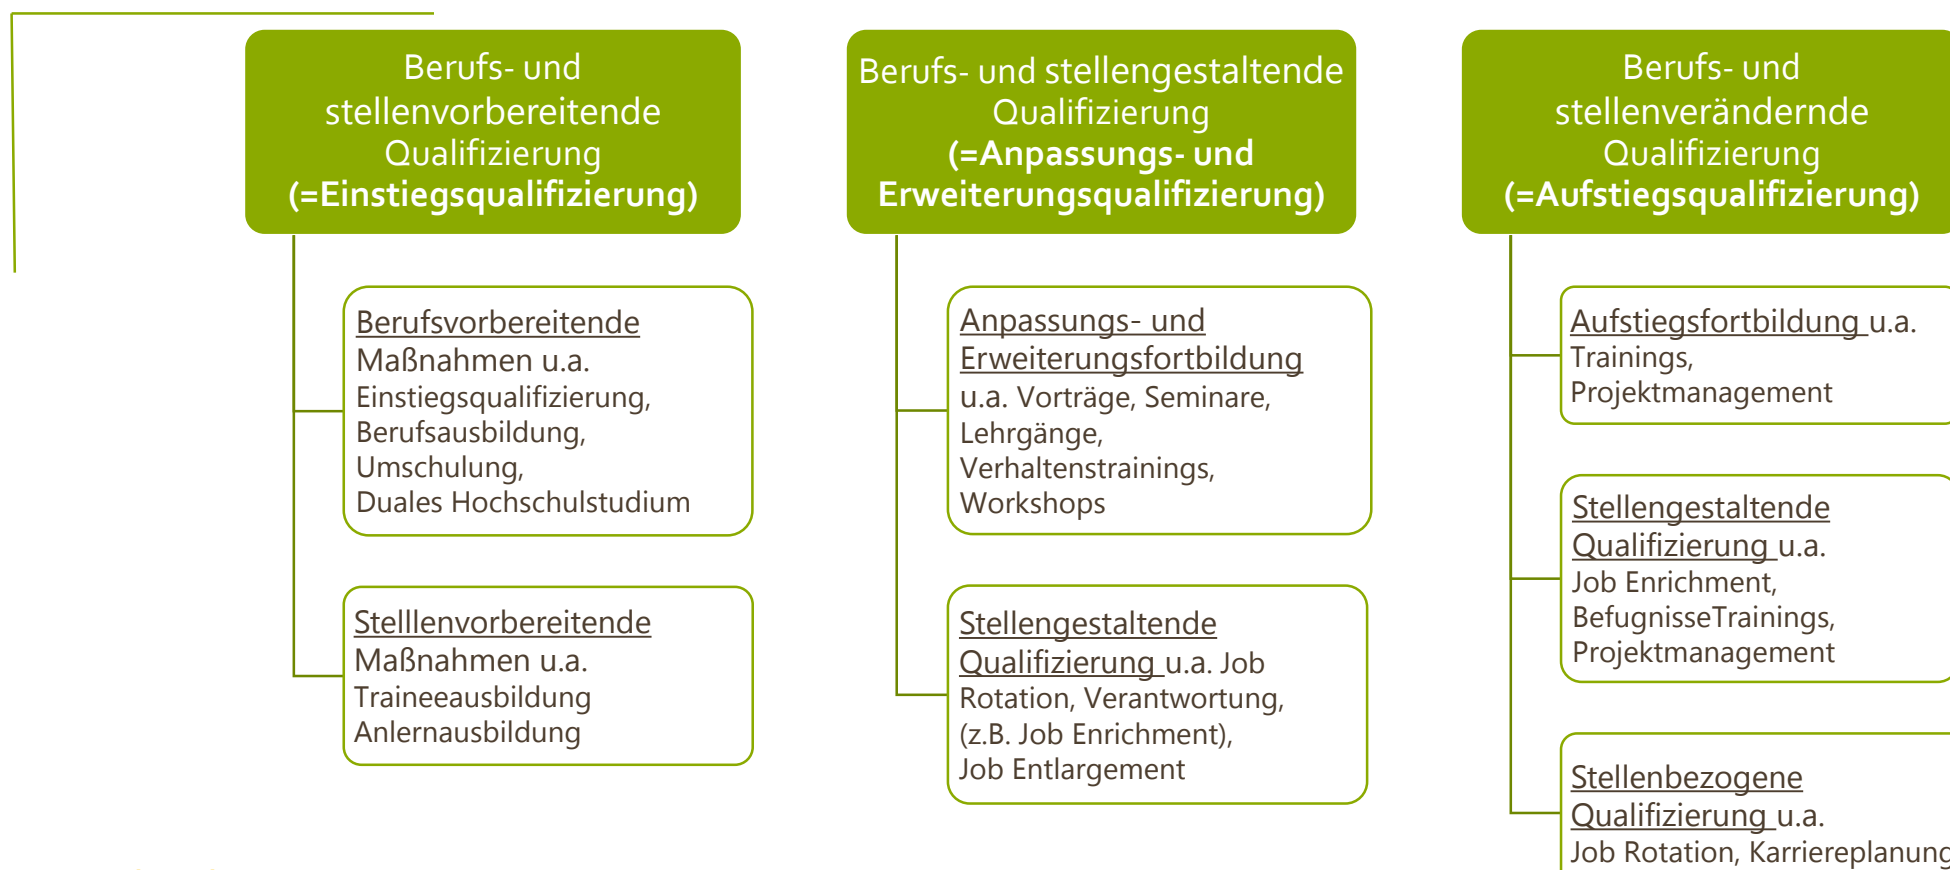 Berufs- und
stellenvorbereitende
Qualifizierung
(=Einstiegsqualifizierung)
Berufsvorbereitende
Maßnahmen u.a.
Einstiegsqualifizierung,
Berufsausbildung,
Umschulung,
Duales Hochschulstudium
Stelllenvorbereitende
Maßnahmen u.a.
Traineeausbildung
Anlernausbildung
Berufs- und stellengestaltende
Qualifizierung
(=Anpassungs- und
Erweiterungsqualifizierung)
Anpassungs- und
Erweiterungsfortbildung
u.a. Vorträge, Seminare,
Lehrgänge,
Verhaltenstrainings,
Workshops
Stellengestaltende
Qualifizierung u.a. Job
Rotation, Verantwortung,
(z.B. Job Enrichment),
Job Entlargement
Berufs- und
stellenverändernde
Qualifizierung
(=Aufstiegsqualifizierung)
Aufstiegsfortbildung u.a.
Trainings,
Projektmanagement
Stellengestaltende
Qualifizierung u.a.
Job Enrichment,
BefugnisseTrainings,
Projektmanagement
Stellenbezogene
Qualifizierung u.a.
Job Rotation, Karriereplanung